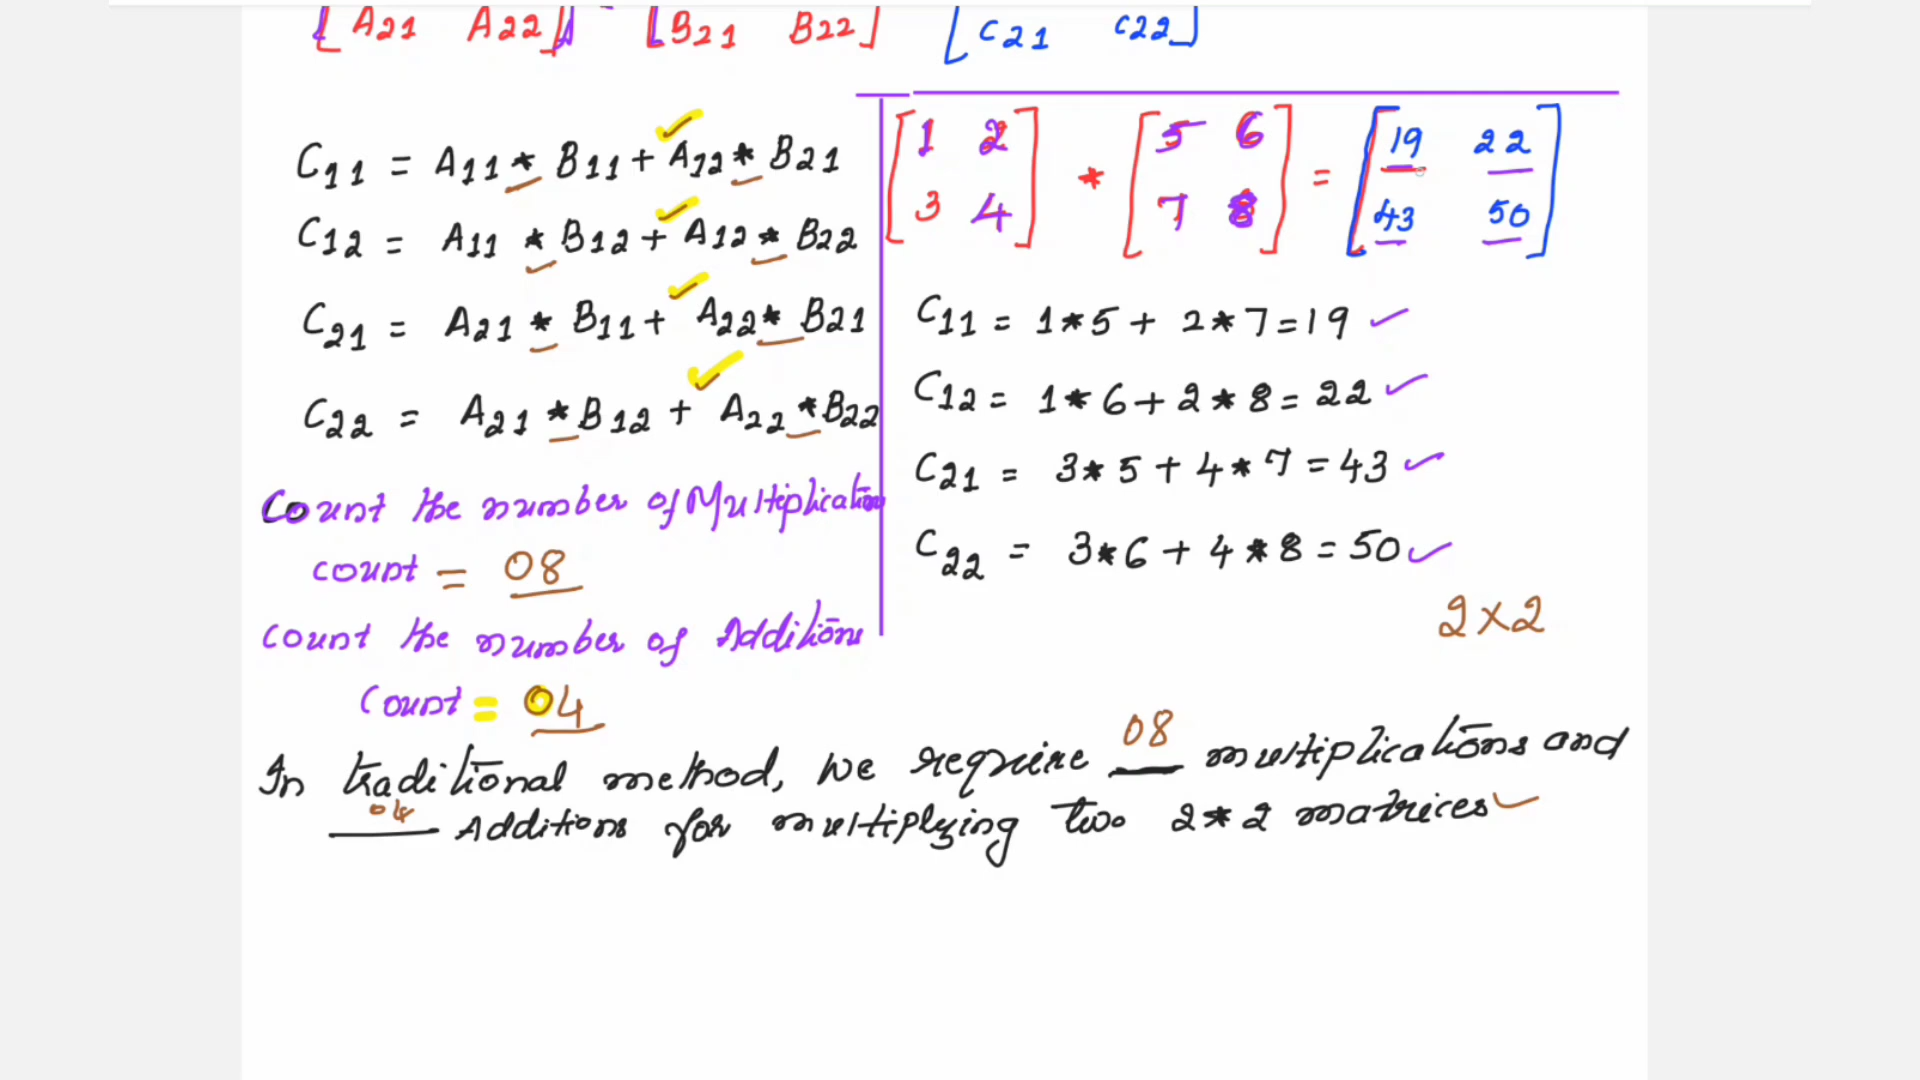 [ A21 A22 ] [ B21 B22 ] [ C21 C22 ]
C11 = A11 * B11 + A12 * B21
C12 = A11 * B12 + A12 * B22
C21 = A21 * B11 + A22 * B21
C22 = A21 * B12 + A22 * B22
Count the number of Multiplication
count = 08
count the number of Additions
Count = 04
[ 1 2 ] * [ 5 6 ] = [ 19 22 ]
[ 3 4 ] [ 7 8 ] [ 43 50 ]
C11 = 1*5 + 2*7=19 ✓
C12 = 1*6+2*8=22 ✓
C21 = 3*5+4*7=43 ✓
C22 = 3*6+4*8=50 ✓
2×2
In traditional method, we require 08 multiplications and
04 Additions for multiplying two 2*2 matrices ✓